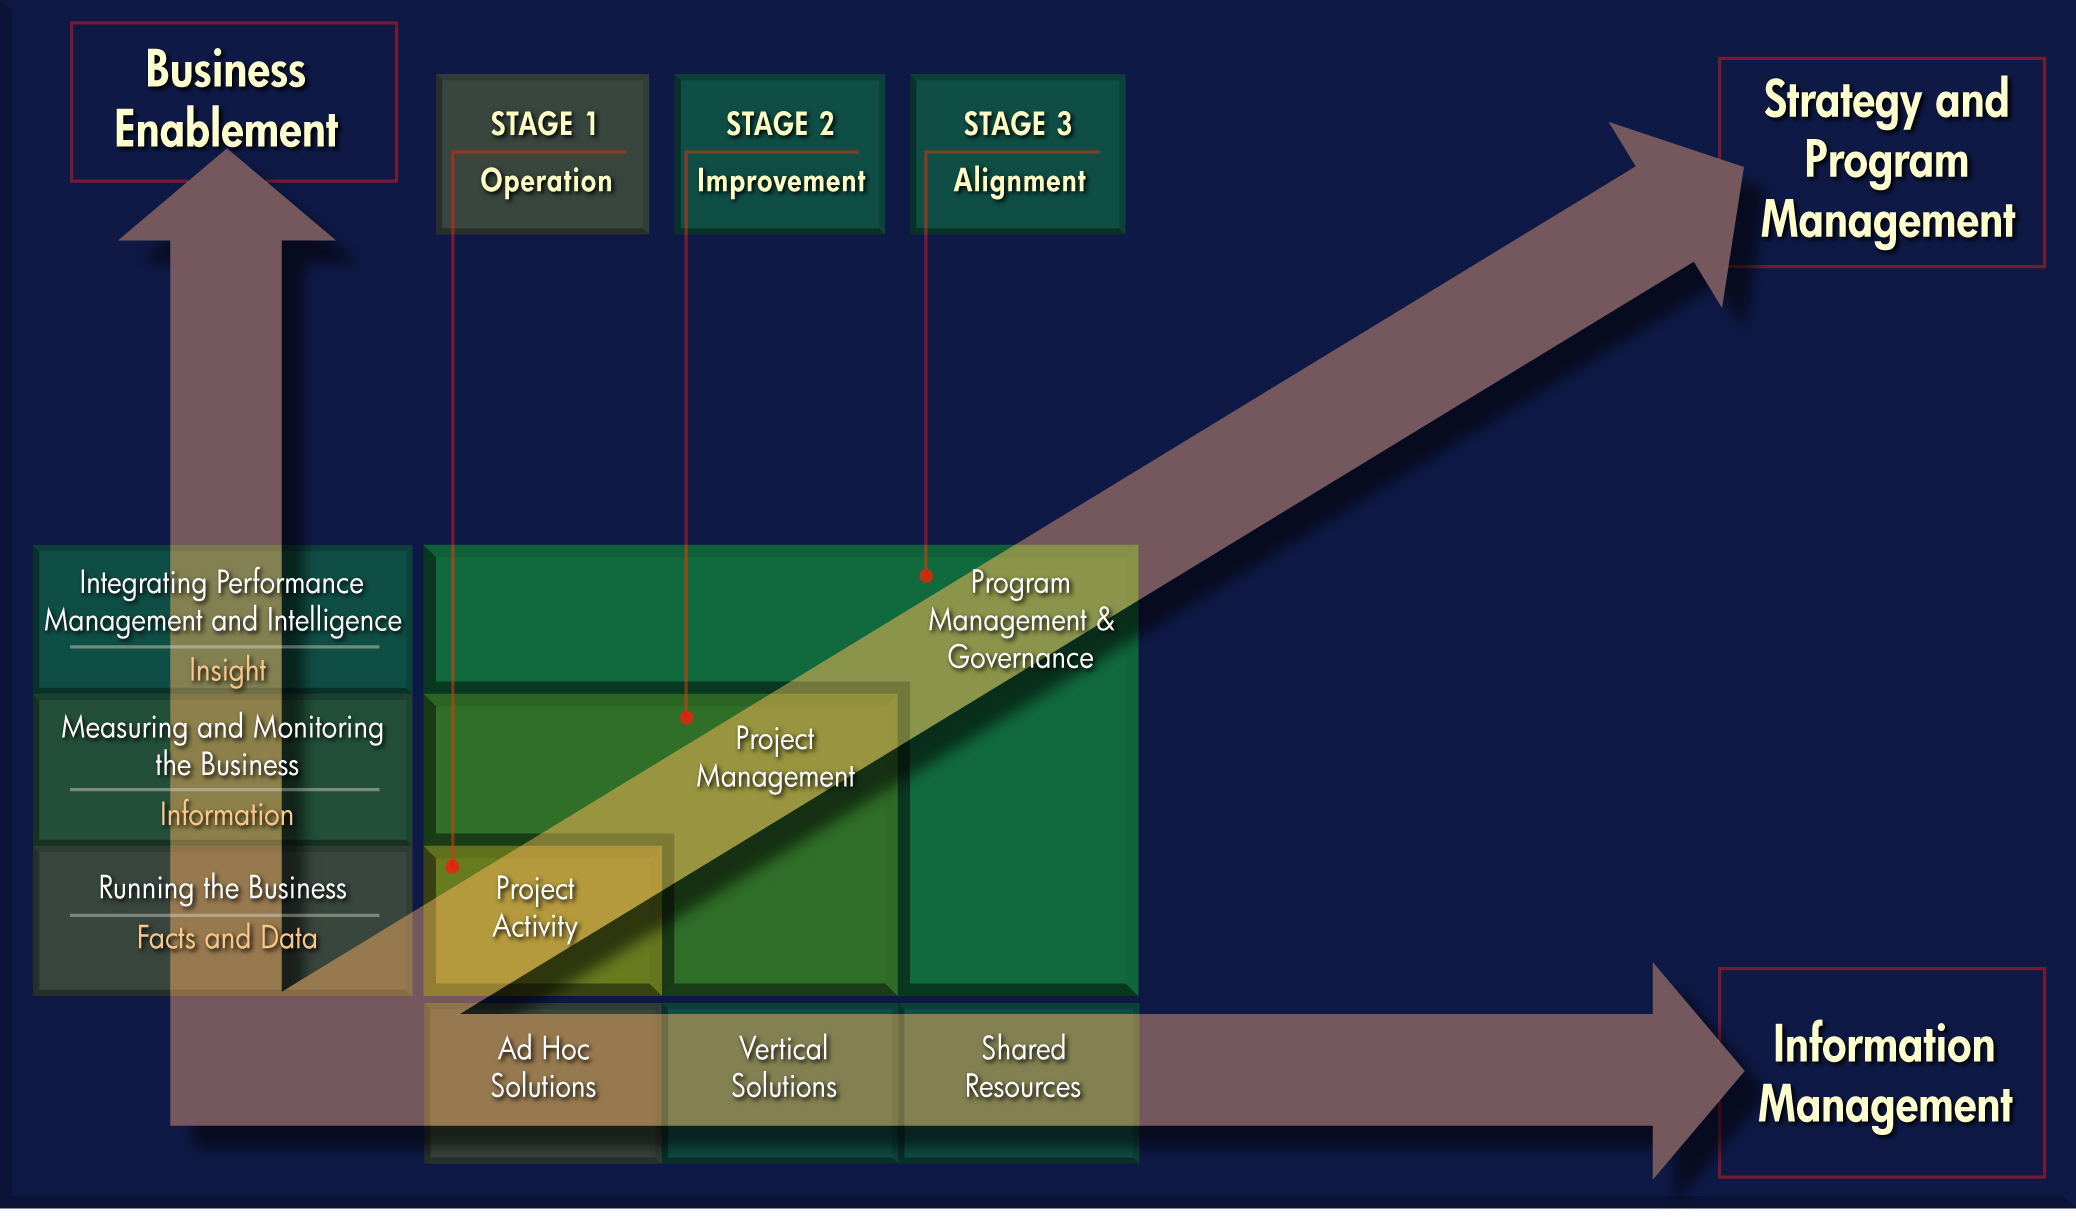 Business
Enablement
STAGE 1
Operation
STAGE 2
Improvement
STAGE 3
Alignment
Strategy and
Program
Management
Integrating Performance
Management and Intelligence
Insight
Measuring and Monitoring
the Business
Information
Running the Business
Facts and Data
Program
Management &
Governance
Project
Management
Project
Activity
Ad Hoc
Solutions
Vertical
Solutions
Shared
Resources
Information
Management